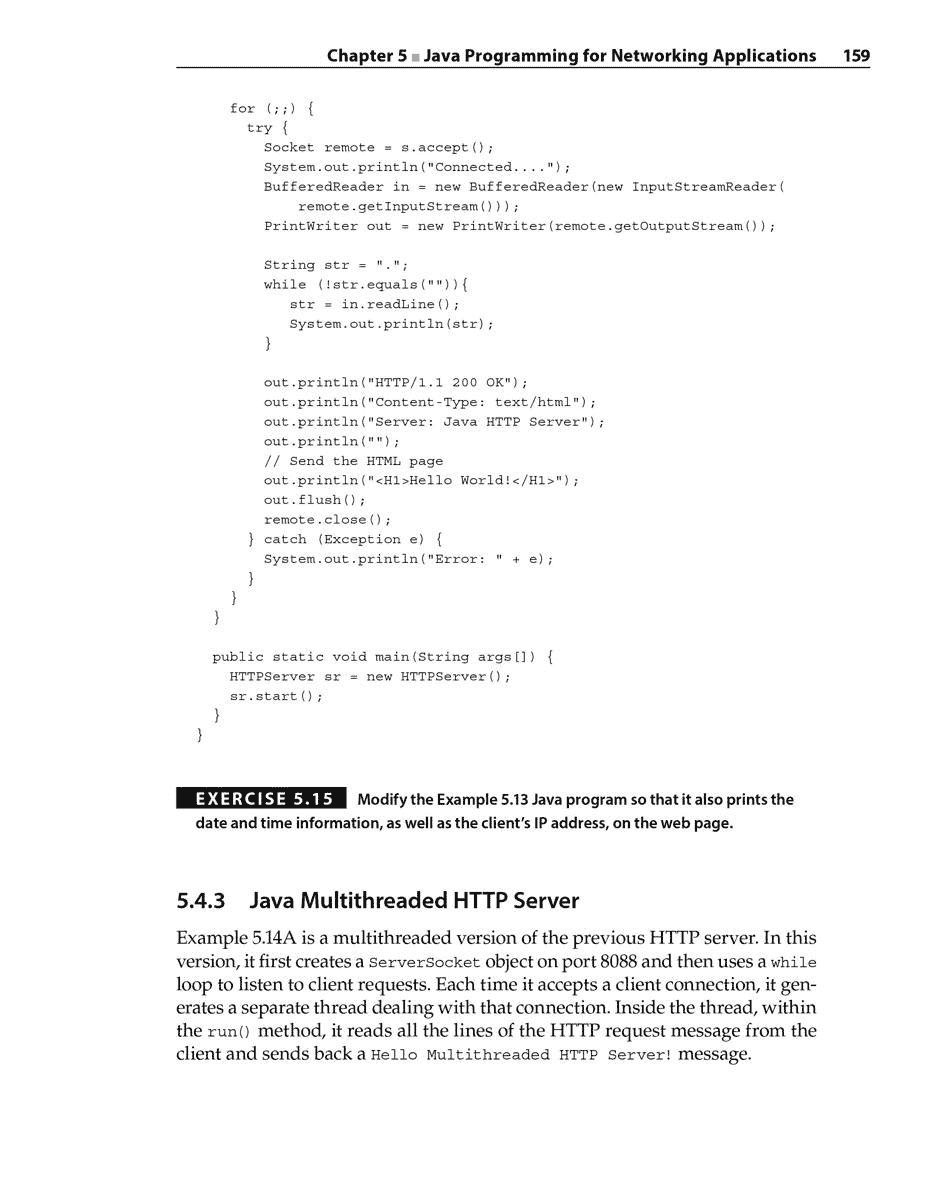 Chapter 5 ■ Java Programming for Networking Applications 159
for (;;) {
try {
Socket remote = s.accept();
System.out.println("Connected....");
BufferedReader in = new BufferedReader(new InputStreamReader(
remote.getInputStream()));
PrintWriter out = new PrintWriter(remote.getOutputStream());
String str = ".";
while (!str.equals("")){
str = in.readLine();
System.out.println(str);
}
out.println("HTTP/1.1 200 OK");
out.println("Content-Type: text/html");
out.println("Server: Java HTTP Server");
out.println("");
// Send the HTML page
out.println("<H1>Hello World!</H1>");
out.flush();
remote.close();
} catch (Exception e) {
System.out.println("Error: " + e);
}
}
}
public static void main(String args[]) {
HTTPServer sr = new HTTPServer();
sr.start();
}
}
EXERCISE 5.15 Modify the Example 5.13 Java program so that it also prints the
date and time information, as well as the client's IP address, on the web page.
5.4.3 Java Multithreaded HTTP Server
Example 5.14A is a multithreaded version of the previous HTTP server. In this
version, it first creates a ServerSocket object on port 8088 and then uses a while
loop to listen to client requests. Each time it accepts a client connection, it gen-
erates a separate thread dealing with that connection. Inside the thread, within
the run() method, it reads all the lines of the HTTP request message from the
client and sends back a Hello Multithreaded HTTP Server! message.